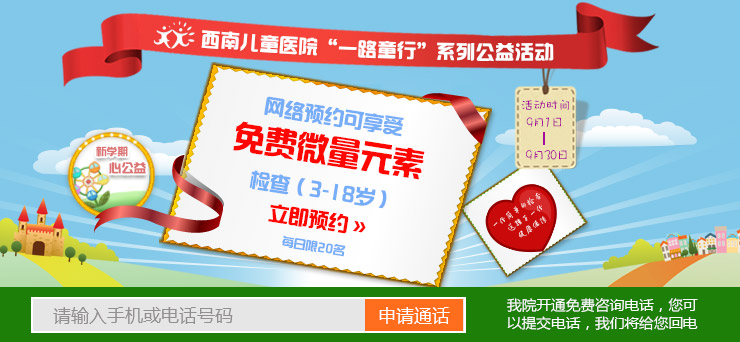 西南儿童医院“一路童行”系列公益活动
活动时间
9月1日
9月30日
网络预约可享受
免费微量元素
检查（3-18岁）
立即预约 »
每日限20名
新学期
心公益
请输入手机或电话号码
申请通话
我院开通免费咨询电话，您可
以提交电话，我们将给您回电